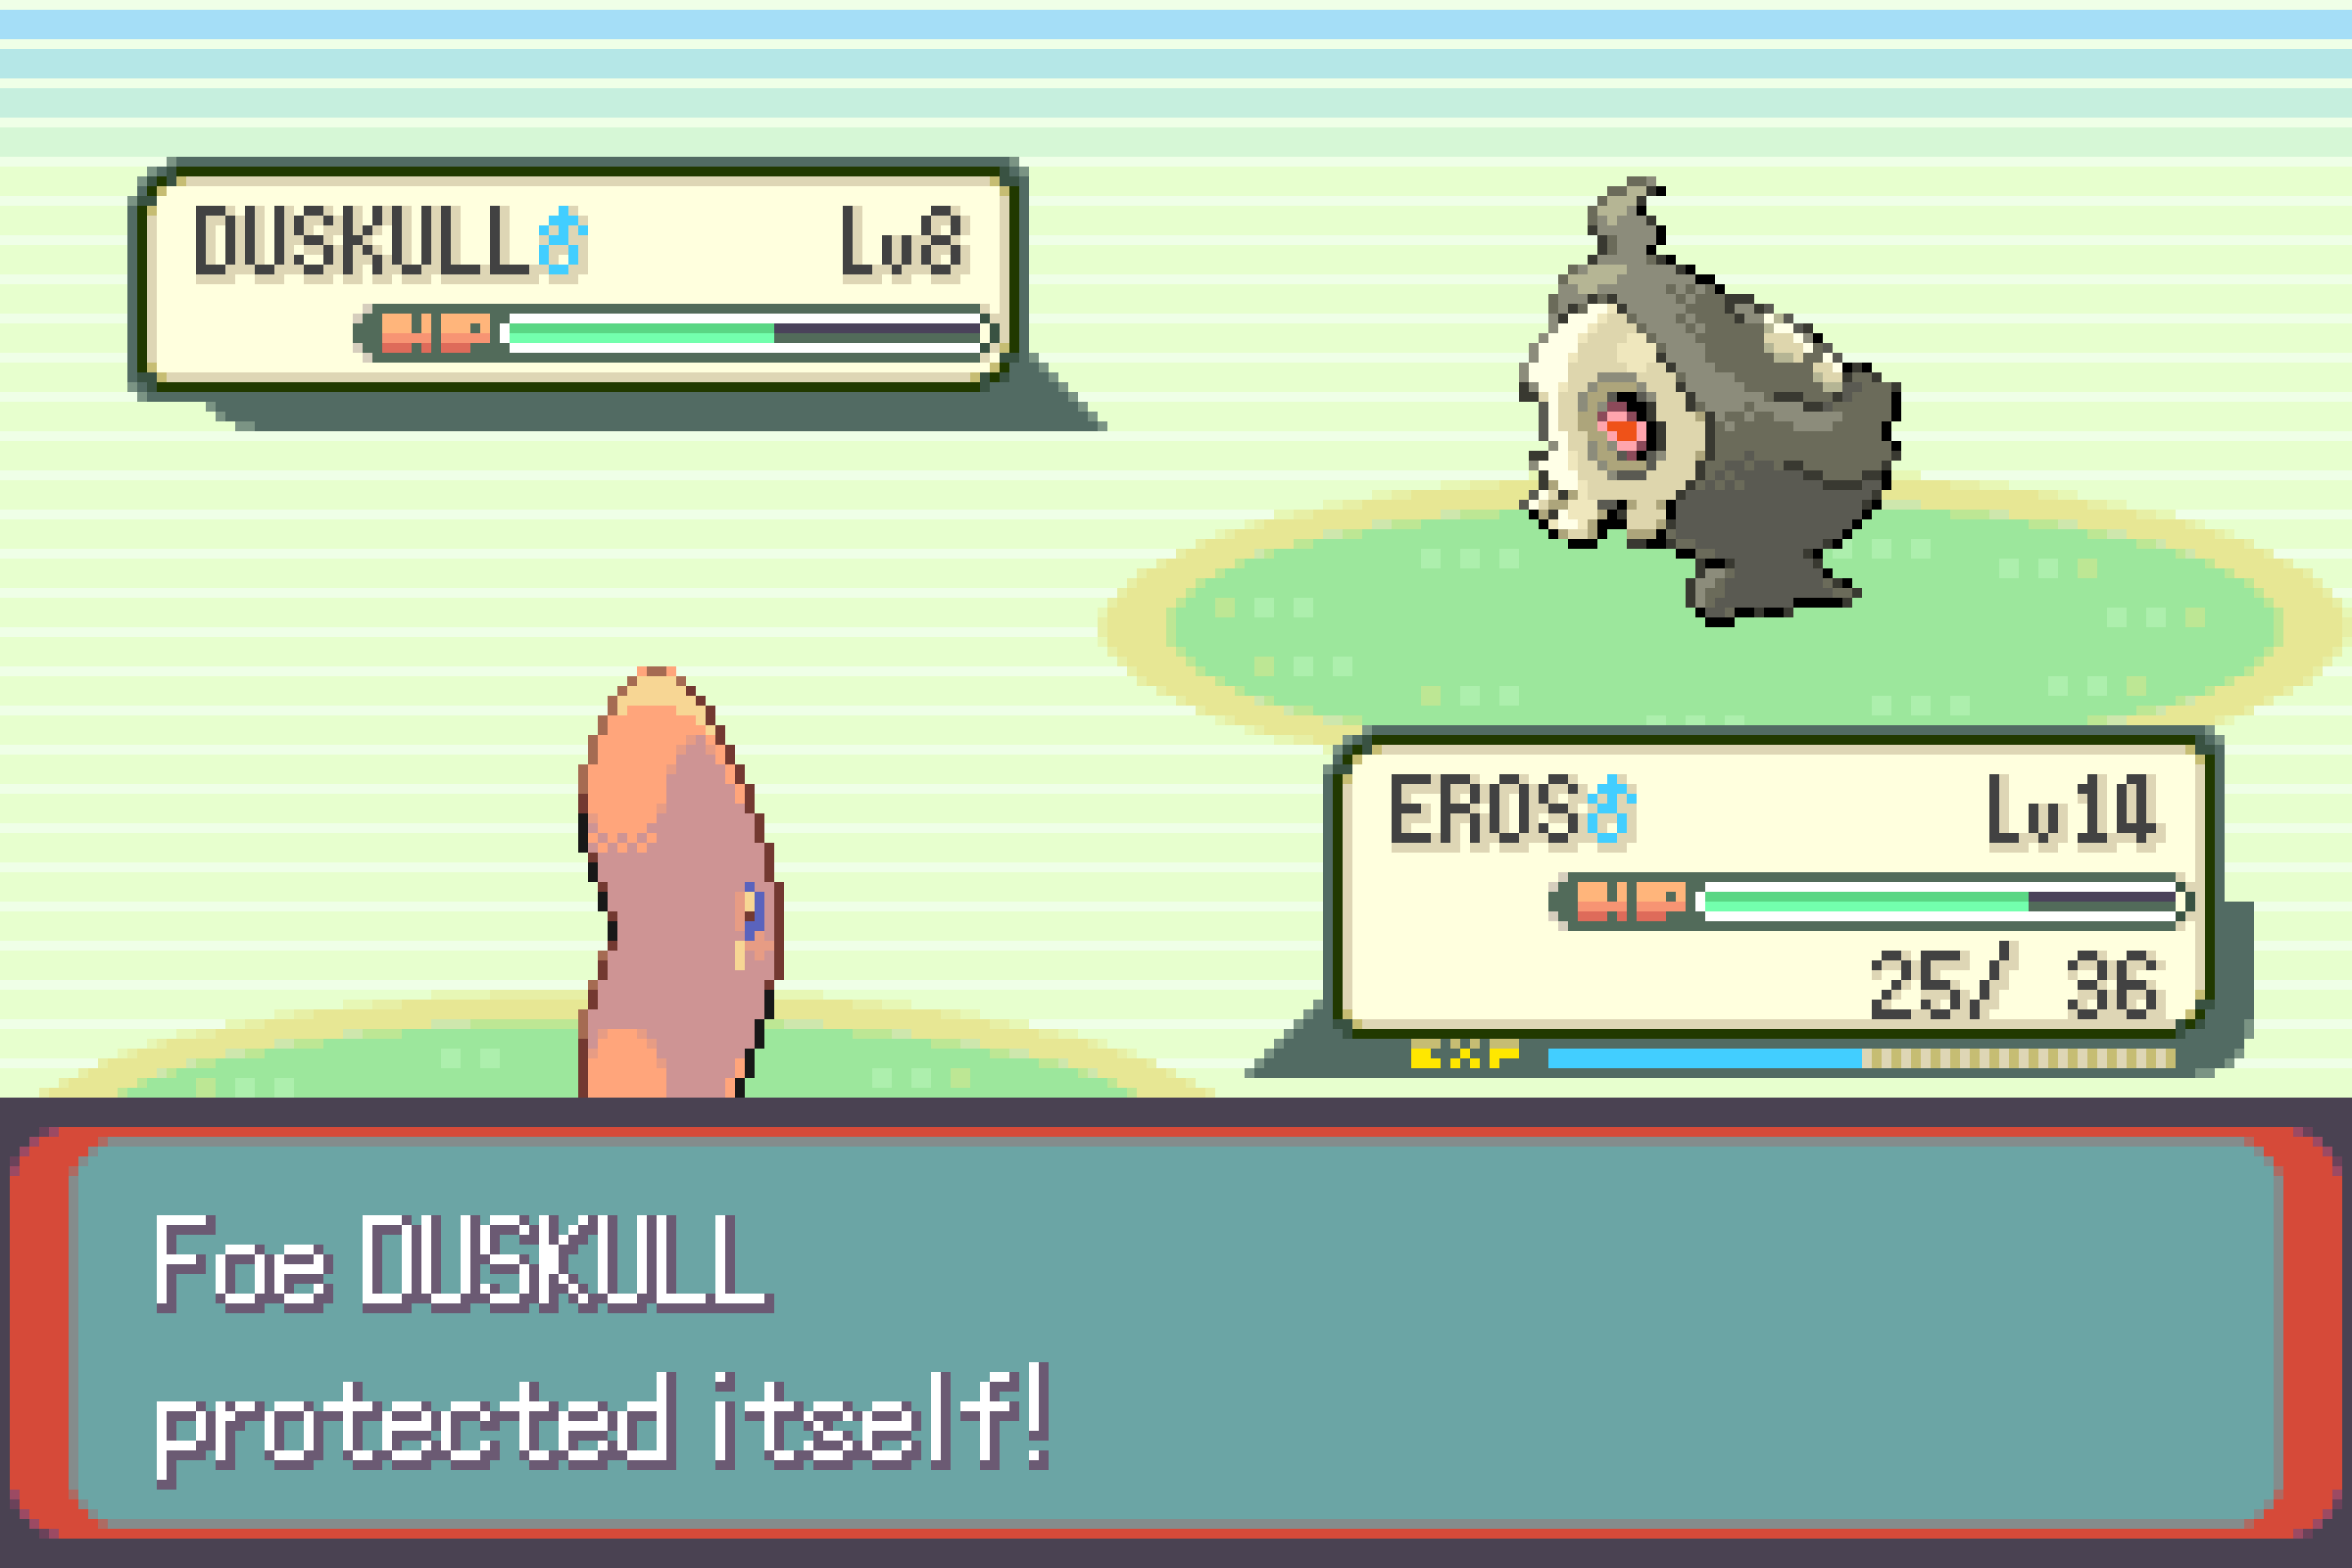 DUSKULL♂ Lv8
HP
EROS♂ Lv14
HP
25/ 36
EXP
Foe DUSKULL
protected itself!